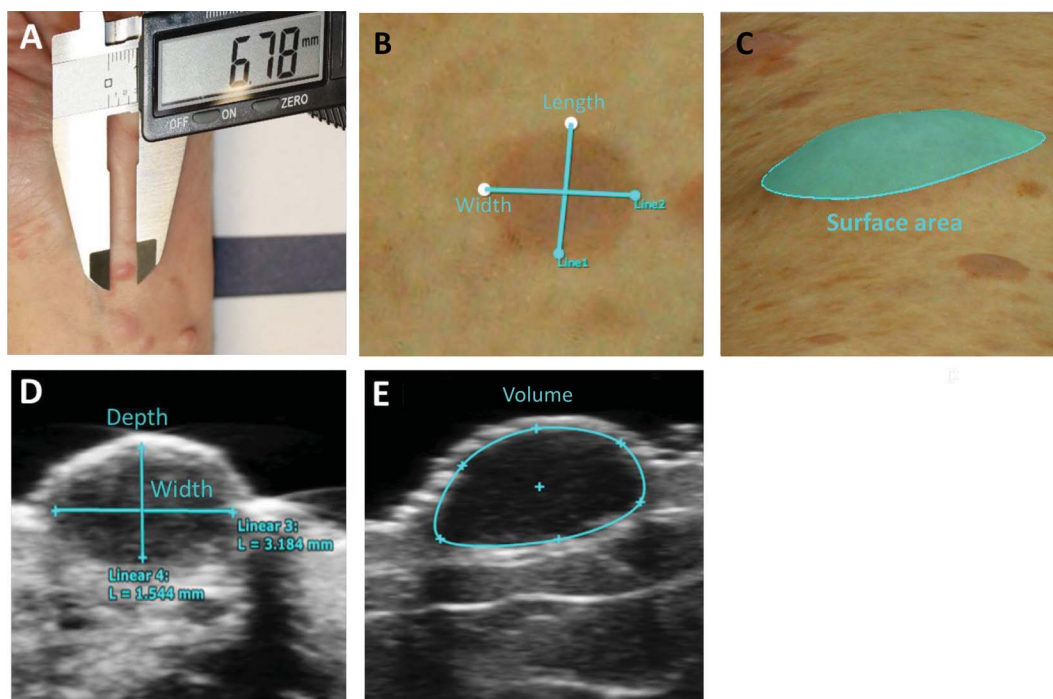 A
6.78 mm
OFF
ON
ZERO
B
Length
Width
Line2
Line1
C
Surface area
D
Depth
Width
Linear 3:
L = 3.184 mm
Linear 4:
L = 1.544 mm
E
Volume